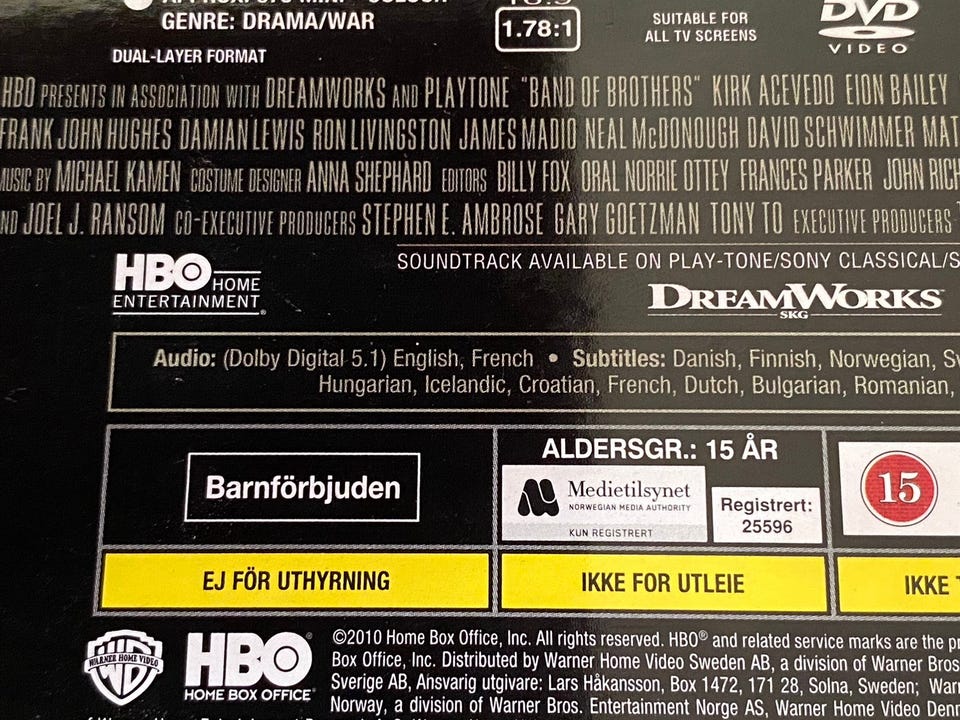 GENRE: DRAMA/WAR
1.78:1
SUITABLE FOR
ALL TV SCREENS
DVD
VIDEO
DUAL-LAYER FORMAT
HBO PRESENTS IN ASSOCIATION WITH DREAMWORKS AND PLAYTONE "BAND OF BROTHERS" KIRK ACEVEDO EION BAILEY
FRANK JOHN HUGHES DAMIAN LEWIS RON LIVINGSTON JAMES MADIO NEAL McDONOUGH DAVID SCHWIMMER MAT
MUSIC BY MICHAEL KAMEN COSTUME DESIGNER ANNA SHEPHARD EDITORS BILLY FOX ORAL NORRIE OTTEY FRANCES PARKER JOHN RICH
ND JOEL J. RANSOM CO-EXECUTIVE PRODUCERS STEPHEN E. AMBROSE GARY GOETZMAN TONY TO EXECUTIVE PRODUCERS
SOUNDTRACK AVAILABLE ON PLAY-TONE/SONY CLASSICAL/S
HBO HOME
ENTERTAINMENT®
DREAMWORKS
SKG
Audio: (Dolby Digital 5.1) English, French • Subtitles: Danish, Finnish, Norwegian, Sw
Hungarian, Icelandic, Croatian, French, Dutch, Bulgarian, Romanian,
Barnförbjuden
ALDERSGR.: 15 ÅR
Medietilsynet
NORWEGIAN MEDIA AUTHORITY
KUN REGISTRERT
Registrert:
25596
15
EJ FÖR UTHYRNING
IKKE FOR UTLEIE
IKKE
WARNER HOME VIDEO
HBO®
HOME BOX OFFICE®
©2010 Home Box Office, Inc. All rights reserved. HBO® and related service marks are the pr
Box Office, Inc. Distributed by Warner Home Video Sweden AB, a division of Warner Bros
Sverige AB, Ansvarig utgivare: Lars Håkansson, Box 1472, 171 28, Solna, Sweden; War
Norway, a division of Warner Bros. Entertainment Norge AS, Warner Home Video Denn